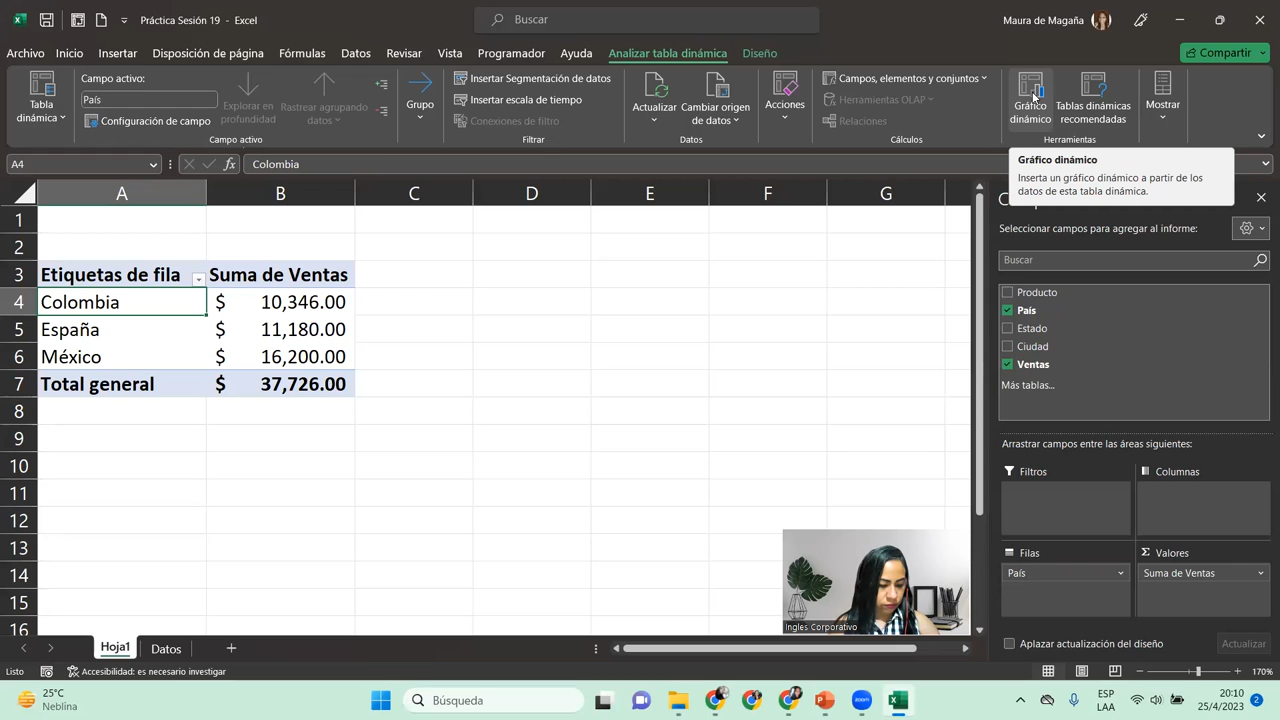 Práctica Sesión 19 - Excel
Buscar
Maura de Magaña
Archivo Inicio Insertar Disposición de página Fórmulas Datos Revisar Vista Programador Ayuda Analizar tabla dinámica Diseño
Compartir
Tabla dinámica
Campo activo:
País
Configuración de campo
Explorar en profundidad
Rastrear agrupando datos
Campo activo
Grupo
Insertar Segmentación de datos
Insertar escala de tiempo
Conexiones de filtro
Filtrar
Actualizar
Cambiar origen de datos
Datos
Acciones
Campos, elementos y conjuntos
Herramientas OLAP
Relaciones
Cálculos
Gráfico dinámico
Tablas dinámicas recomendadas
Herramientas
Mostrar
A4
fx
Colombia
Gráfico dinámico
Inserta un gráfico dinámico a partir de los
datos de esta tabla dinámica.
A B C D E F G
1
2
3 Etiquetas de fila Suma de Ventas
4 Colombia $ 10,346.00
5 España $ 11,180.00
6 México $ 16,200.00
7 Total general $ 37,726.00
8
9
10
11
12
13
14
15
16
Seleccionar campos para agregar al informe:
Buscar
Producto
País
Estado
Ciudad
Ventas
Más tablas...
Arrastrar campos entre las áreas siguientes:
Filtros
Columnas
Filas
Σ Valores
País
Suma de Ventas
Aplazar actualización del diseño
Actualizar
Ingles Corporativo
Hoja1 Datos
Listo
Accesibilidad: es necesario investigar
170%
25°C
Neblina
Búsqueda
zoom
ESP
LAA
20:10
25/4/2023
2